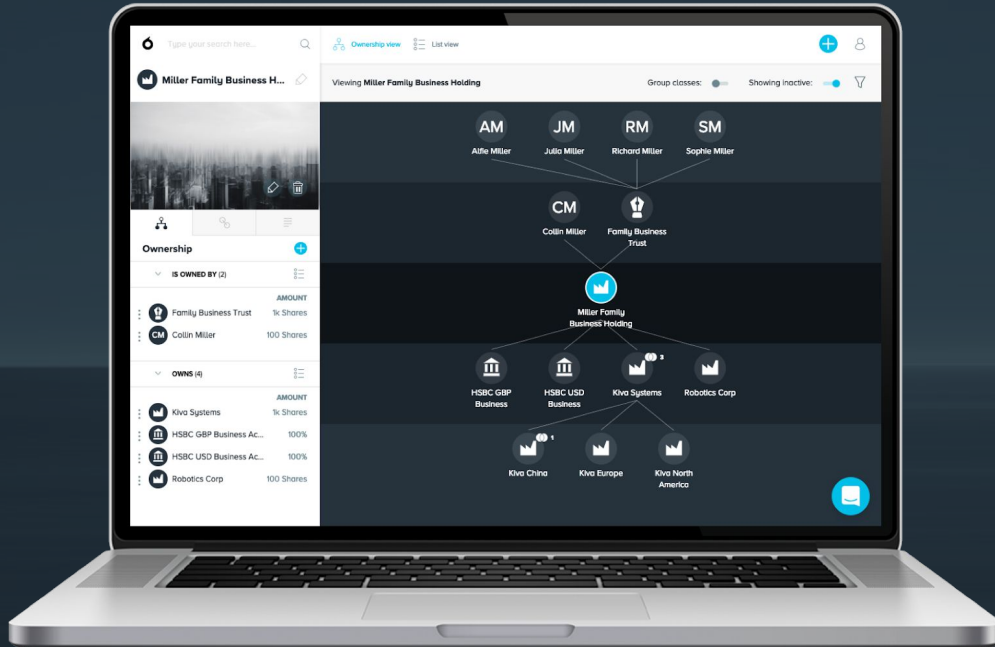 Type your search here...
Ownership view
List view
Miller Family Business H...
Viewing Miller Family Business Holding
Group classes:
Showing inactive:
AM
JM
RM
SM
Alfie Miller
Julia Miller
Richard Miller
Sophie Miller
CM
Collin Miller
Family Business
Trust
Miller Family
Business Holding
HSBC GBP
Business
HSBC USD
Business
3
Kiva Systems
Robotics Corp
1
Kiva China
Kiva Europe
Kiva North
America
Ownership
IS OWNED BY (2)
AMOUNT
Family Business Trust
1k Shares
CM
Collin Miller
100 Shares
OWNS (4)
AMOUNT
Kiva Systems
1k Shares
HSBC GBP Business Ac...
100%
HSBC USD Business Ac...
100%
Robotics Corp
100 Shares